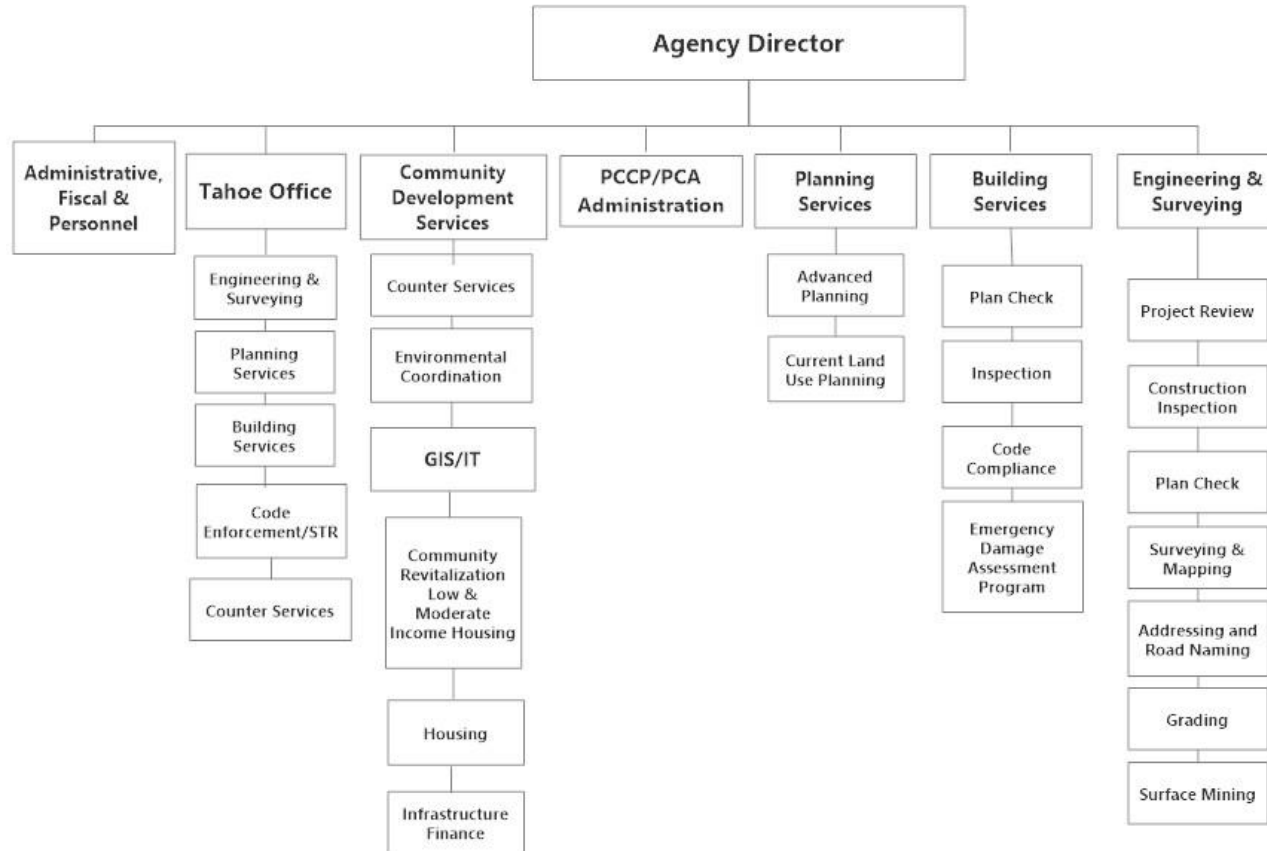 Agency Director
Administrative,
Fiscal &
Personnel
Tahoe Office
Community
Development
Services
PCCP/PCA
Administration
Planning
Services
Building
Services
Engineering &
Surveying
Engineering &
Surveying
Planning
Services
Building
Services
Code
Enforcement/STR
Counter Services
Counter Services
Environmental
Coordination
GIS/IT
Community
Revitalization
Low &
Moderate
Income Housing
Housing
Infrastructure
Finance
Advanced
Planning
Current Land
Use Planning
Plan Check
Inspection
Code
Compliance
Emergency
Damage
Assessment
Program
Project Review
Construction
Inspection
Plan Check
Surveying &
Mapping
Addressing and
Road Naming
Grading
Surface Mining